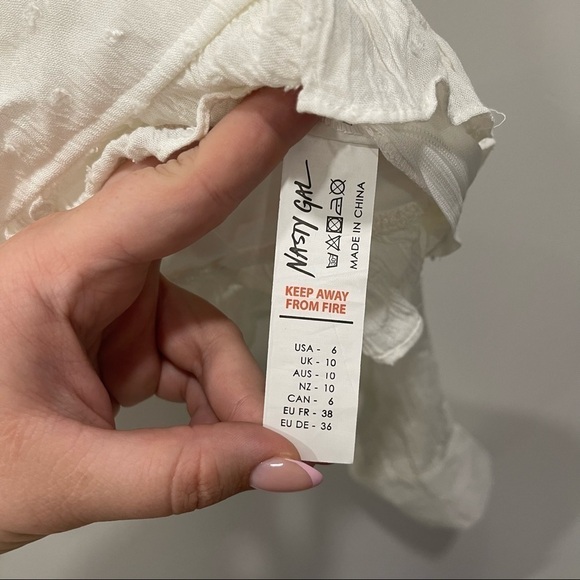 NASTY GAL
MADE IN CHINA
KEEP AWAY
FROM FIRE
USA - 6
UK - 10
AUS - 10
NZ - 10
CAN - 6
EU FR - 38
EU DE - 36